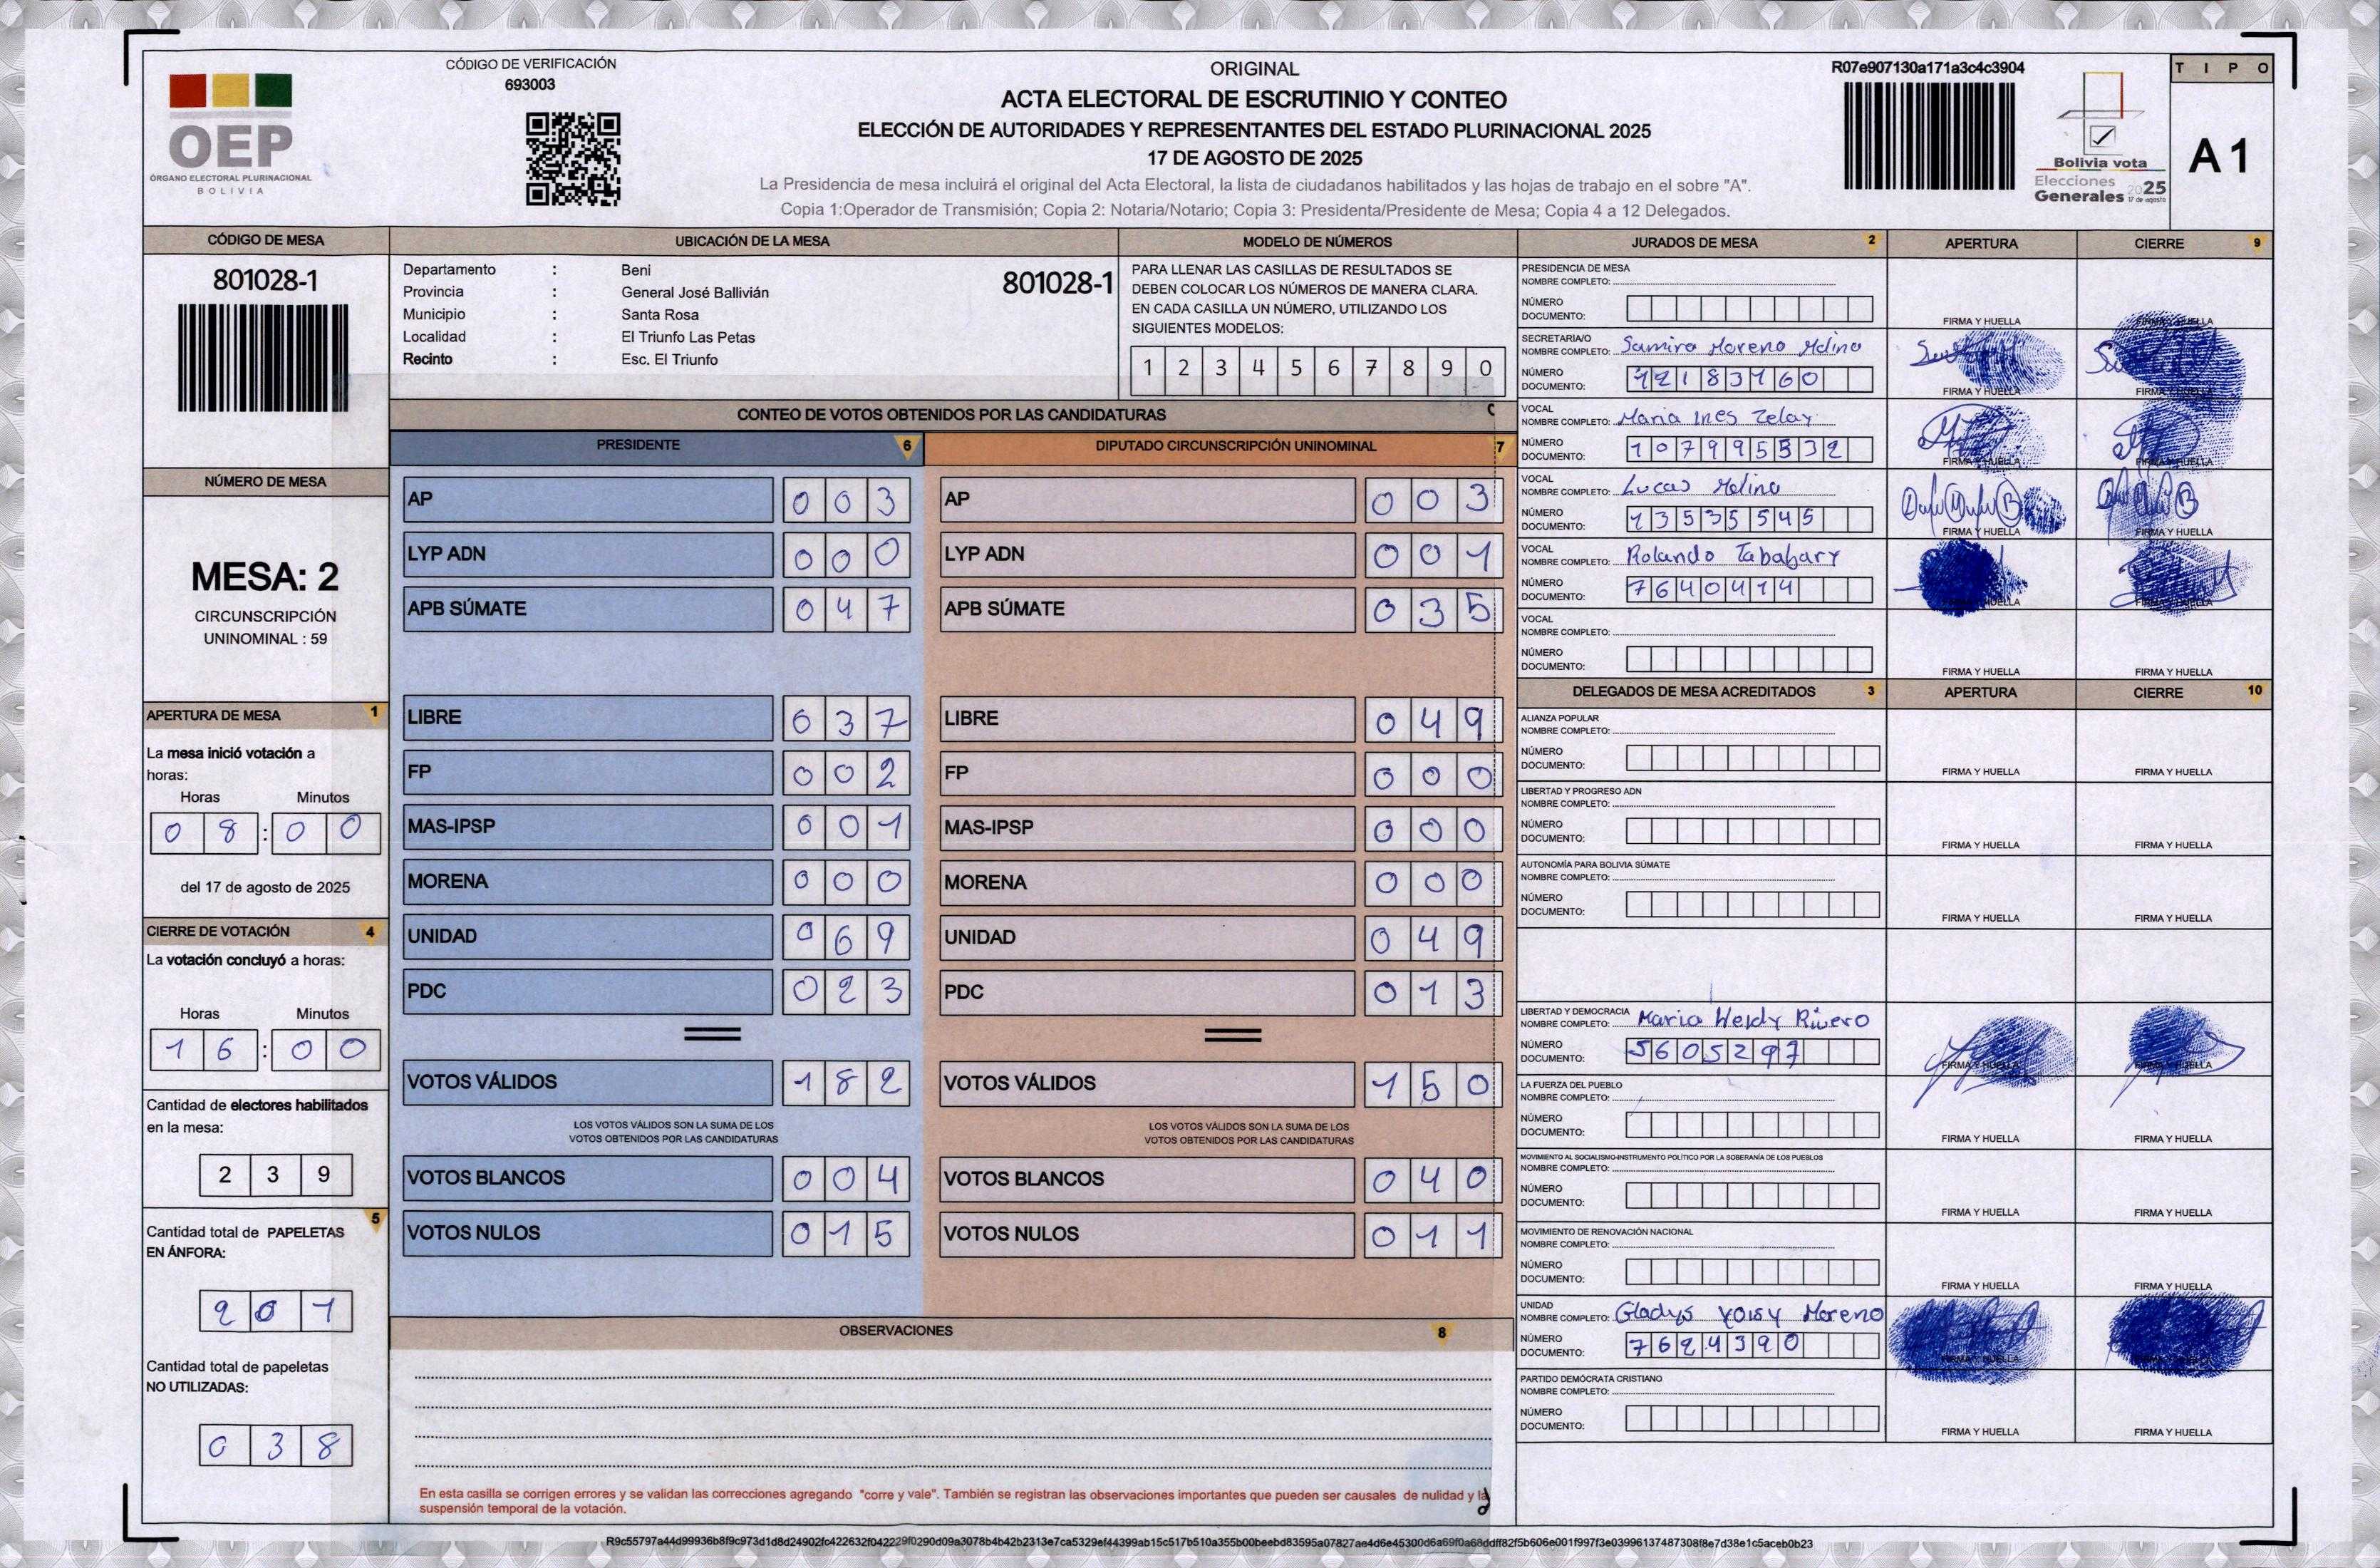 CÓDIGO DE VERIFICACIÓN
693003
OEP
ÓRGANO ELECTORAL PLURINACIONAL
BOLIVIA
ORIGINAL
ACTA ELECTORAL DE ESCRUTINIO Y CONTEO
ELECCIÓN DE AUTORIDADES Y REPRESENTANTES DEL ESTADO PLURINACIONAL 2025
17 DE AGOSTO DE 2025
La Presidencia de mesa incluirá el original del Acta Electoral, la lista de ciudadanos habilitados y las hojas de trabajo en el sobre "A".
Copia 1:Operador de Transmisión; Copia 2: Notaria/Notario; Copia 3: Presidenta/Presidente de Mesa; Copia 4 a 12 Delegados.
R07e907130a171a3c4c3904
Bolivia vota
Elecciones
Generales 2025
17 de agosto
TIPO
A 1
CÓDIGO DE MESA
801028-1
NÚMERO DE MESA
MESA: 2
CIRCUNSCRIPCIÓN
UNINOMINAL : 59
APERTURA DE MESA 1
La mesa inició votación a
horas:
Horas Minutos
0 8 : 0 0
del 17 de agosto de 2025
CIERRE DE VOTACIÓN 4
La votación concluyó a horas:
Horas Minutos
1 6 : 0 0
Cantidad de electores habilitados
en la mesa:
2 3 9
5
Cantidad total de PAPELETAS
EN ÁNFORA:
2 0 1
Cantidad total de papeletas
NO UTILIZADAS:
0 3 8
UBICACIÓN DE LA MESA
Departamento : Beni
801028-1
Provincia : General José Ballivián
Municipio : Santa Rosa
Localidad : El Triunfo Las Petas
Recinto : Esc. El Triunfo
MODELO DE NÚMEROS
PARA LLENAR LAS CASILLAS DE RESULTADOS SE
DEBEN COLOCAR LOS NÚMEROS DE MANERA CLARA.
EN CADA CASILLA UN NÚMERO, UTILIZANDO LOS
SIGUIENTES MODELOS:
1 2 3 4 5 6 7 8 9 0
CONTEO DE VOTOS OBTENIDOS POR LAS CANDIDATURAS
PRESIDENTE 6
AP 0 0 3
LYP ADN 0 0 0
APB SÚMATE 0 4 7
LIBRE 0 3 7
FP 0 0 2
MAS-IPSP 0 0 1
MORENA 0 0 0
UNIDAD 0 6 9
PDC 0 2 3
VOTOS VÁLIDOS 1 8 2
LOS VOTOS VÁLIDOS SON LA SUMA DE LOS
VOTOS OBTENIDOS POR LAS CANDIDATURAS
VOTOS BLANCOS 0 0 4
VOTOS NULOS 0 1 5
DIPUTADO CIRCUNSCRIPCIÓN UNINOMINAL 7
AP 0 0 3
LYP ADN 0 0 1
APB SÚMATE 0 3 5
LIBRE 0 4 9
FP 0 0 0
MAS-IPSP 0 0 0
MORENA 0 0 0
UNIDAD 0 4 9
PDC 0 1 3
VOTOS VÁLIDOS 1 5 0
LOS VOTOS VÁLIDOS SON LA SUMA DE LOS
VOTOS OBTENIDOS POR LAS CANDIDATURAS
VOTOS BLANCOS 0 4 0
VOTOS NULOS 0 1 1
OBSERVACIONES 8
En esta casilla se corrigen errores y se validan las correcciones agregando "corre y vale". También se registran las observaciones importantes que pueden ser causales de nulidad y la
suspensión temporal de la votación.
JURADOS DE MESA 2 APERTURA CIERRE 9
PRESIDENCIA DE MESA
NOMBRE COMPLETO:
NÚMERO
DOCUMENTO:
FIRMA Y HUELLA FIRMA Y HUELLA
SECRETARIA/O
NOMBRE COMPLETO: Samira Moreno Molina
NÚMERO
DOCUMENTO: 12183160
FIRMA Y HUELLA FIRMA Y HUELLA
VOCAL
NOMBRE COMPLETO: Maria Ines Zelay
NÚMERO
DOCUMENTO: 107995532
FIRMA Y HUELLA FIRMA Y HUELLA
VOCAL
NOMBRE COMPLETO: Lucas Molina
NÚMERO
DOCUMENTO: 13535545
FIRMA Y HUELLA FIRMA Y HUELLA
VOCAL
NOMBRE COMPLETO: Rolando
NÚMERO
DOCUMENTO: 7640414
FIRMA Y HUELLA FIRMA Y HUELLA
VOCAL
NOMBRE COMPLETO:
NÚMERO
DOCUMENTO:
FIRMA Y HUELLA FIRMA Y HUELLA
DELEGADOS DE MESA ACREDITADOS 3 APERTURA CIERRE 10
ALIANZA POPULAR
NOMBRE COMPLETO:
NÚMERO
DOCUMENTO:
FIRMA Y HUELLA FIRMA Y HUELLA
LIBERTAD Y PROGRESO ADN
NOMBRE COMPLETO:
NÚMERO
DOCUMENTO:
FIRMA Y HUELLA FIRMA Y HUELLA
AUTONOMÍA PARA BOLIVIA SÚMATE
NOMBRE COMPLETO:
NÚMERO
DOCUMENTO:
FIRMA Y HUELLA FIRMA Y HUELLA
LIBERTAD Y DEMOCRACIA
NOMBRE COMPLETO: Maria Heldy Rivero
NÚMERO
DOCUMENTO: 5605297
FIRMA Y HUELLA FIRMA Y HUELLA
LA FUERZA DEL PUEBLO
NOMBRE COMPLETO:
NÚMERO
DOCUMENTO:
FIRMA Y HUELLA FIRMA Y HUELLA
MOVIMIENTO AL SOCIALISMO-INSTRUMENTO POLÍTICO POR LA SOBERANÍA DE LOS PUEBLOS
NOMBRE COMPLETO:
NÚMERO
DOCUMENTO:
FIRMA Y HUELLA FIRMA Y HUELLA
MOVIMIENTO DE RENOVACIÓN NACIONAL
NOMBRE COMPLETO:
NÚMERO
DOCUMENTO:
FIRMA Y HUELLA FIRMA Y HUELLA
UNIDAD
NOMBRE COMPLETO: Gladys Yoisy Moreno
NÚMERO
DOCUMENTO: 7624390
FIRMA Y HUELLA FIRMA Y HUELLA
PARTIDO DEMÓCRATA CRISTIANO
NOMBRE COMPLETO:
NÚMERO
DOCUMENTO:
FIRMA Y HUELLA FIRMA Y HUELLA